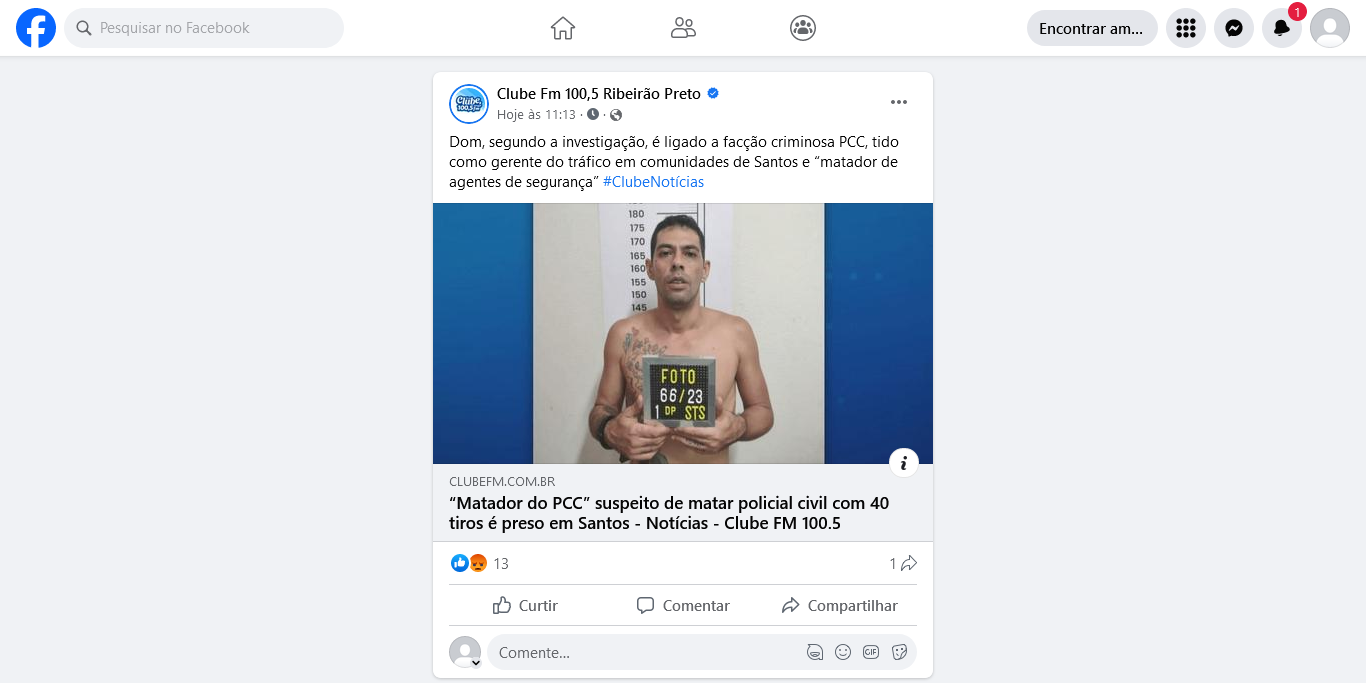 Pesquisar no Facebook
Encontrar am...
1
Clube Fm 100,5 Ribeirão Preto
Clube
100,5
Hoje às 11:13 ·
·
Dom, segundo a investigação, é ligado a facção criminosa PCC, tido
como gerente do tráfico em comunidades de Santos e “matador de
agentes de segurança” #ClubeNotícias
180
175
170
165
160
155
150
145
FOTO
66/23
1 DP STS
i
CLUBEFM.COM.BR
“Matador do PCC” suspeito de matar policial civil com 40
tiros é preso em Santos - Notícias - Clube FM 100.5
13
1
Curtir
Comentar
Compartilhar
Comente...
GIF